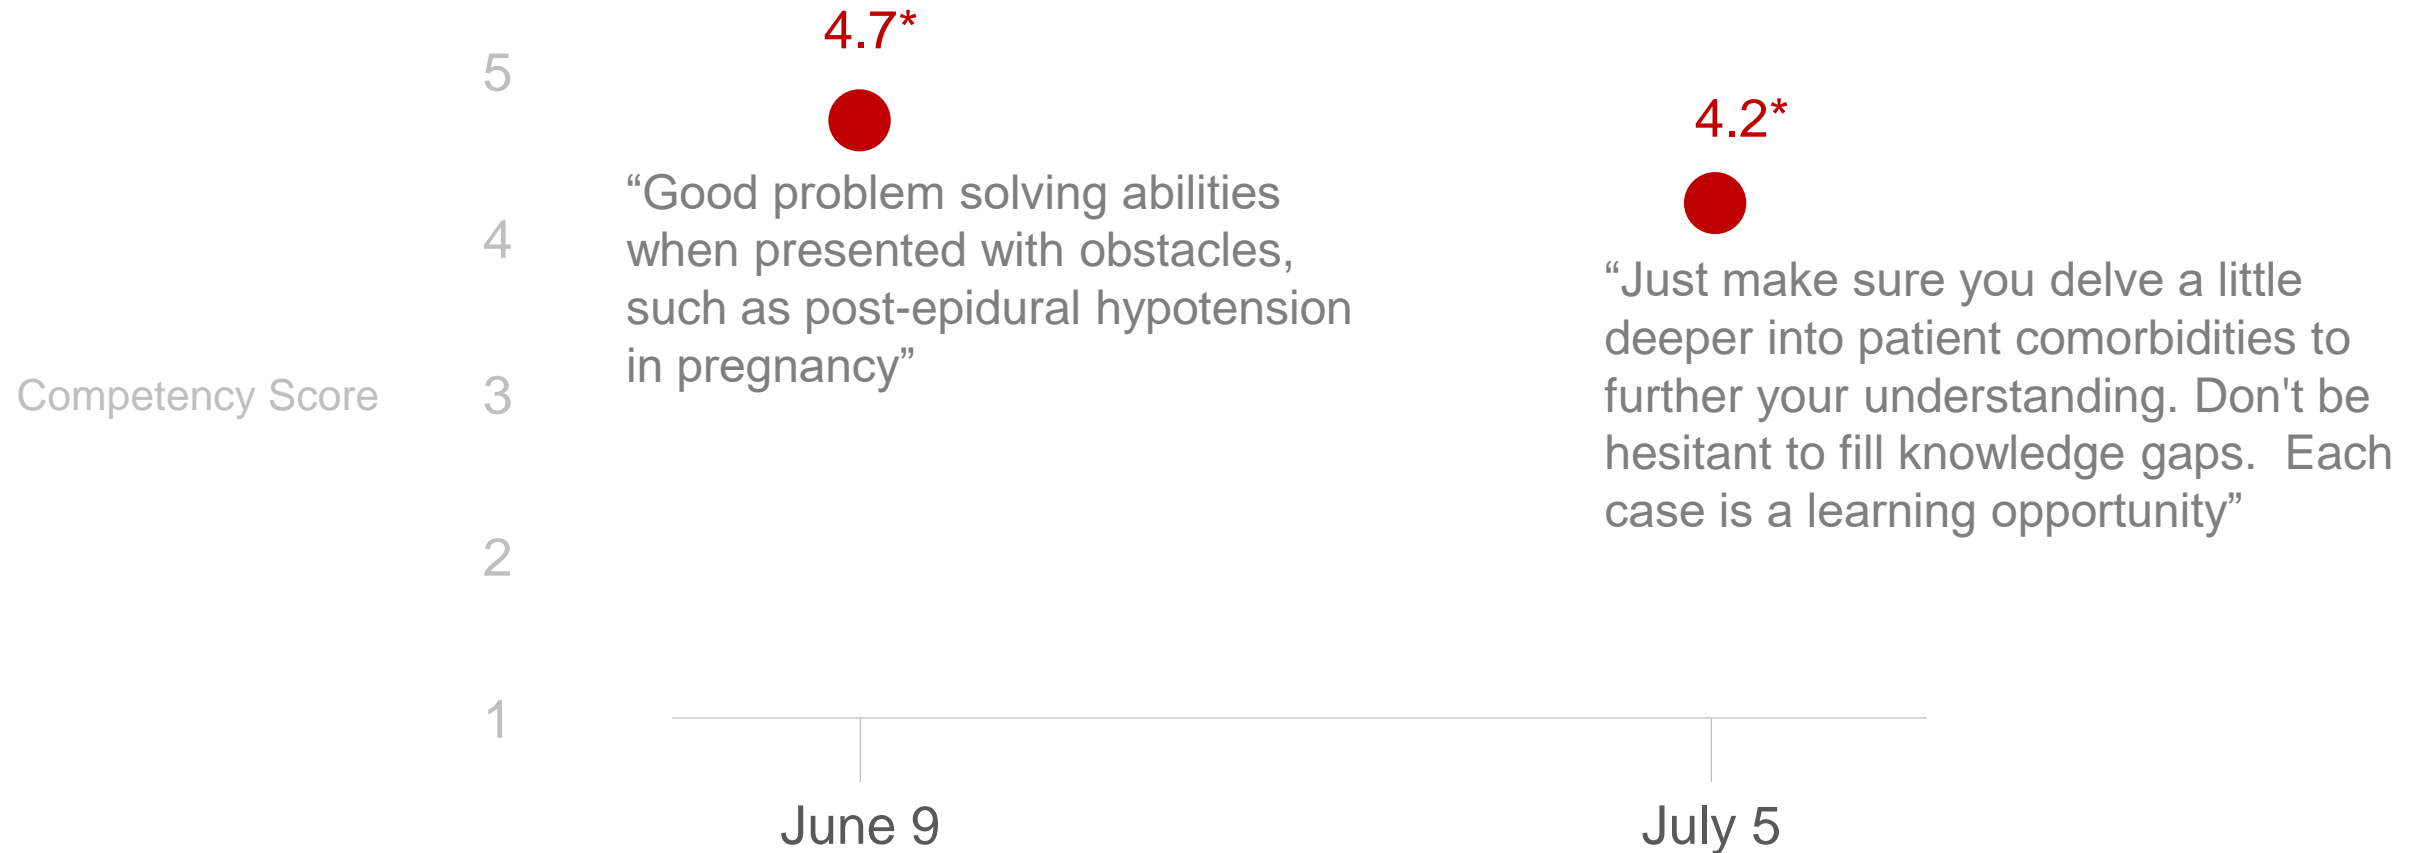 4.7*
5
4.2*
“Good problem solving abilities
when presented with obstacles,
such as post-epidural hypotension
in pregnancy”
4
“Just make sure you delve a little
deeper into patient comorbidities to
further your understanding. Don't be
hesitant to fill knowledge gaps.  Each
case is a learning opportunity”
Competency Score
3
2
1
June 9
July 5